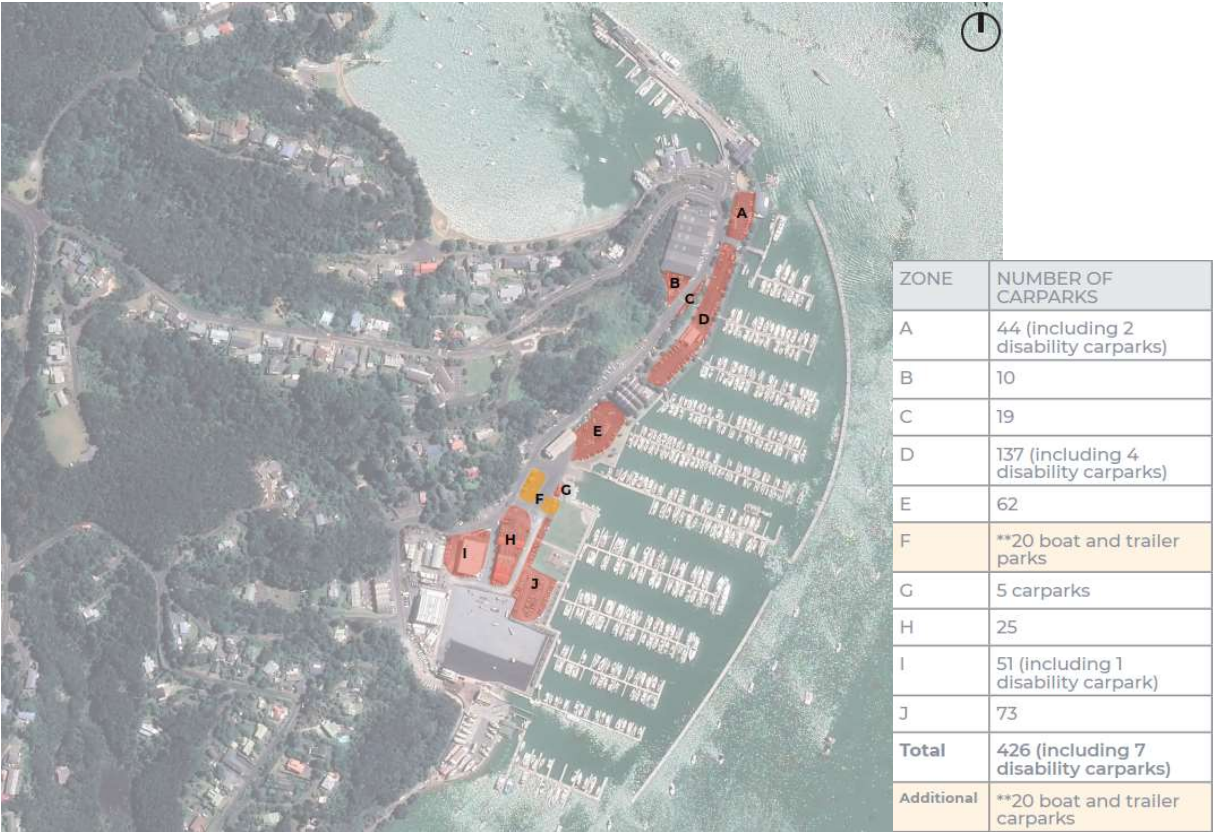 N
A
B
C
D
E
F
G
H
I
J
ZONE
NUMBER OF
CARPARKS
A
44 (including 2
disability carparks)
B
10
C
19
D
137 (including 4
disability carparks)
E
62
F
**20 boat and trailer
parks
G
5 carparks
H
25
I
51 (including 1
disability carpark)
J
73
Total
426 (including 7
disability carparks)
Additional
**20 boat and trailer
carparks